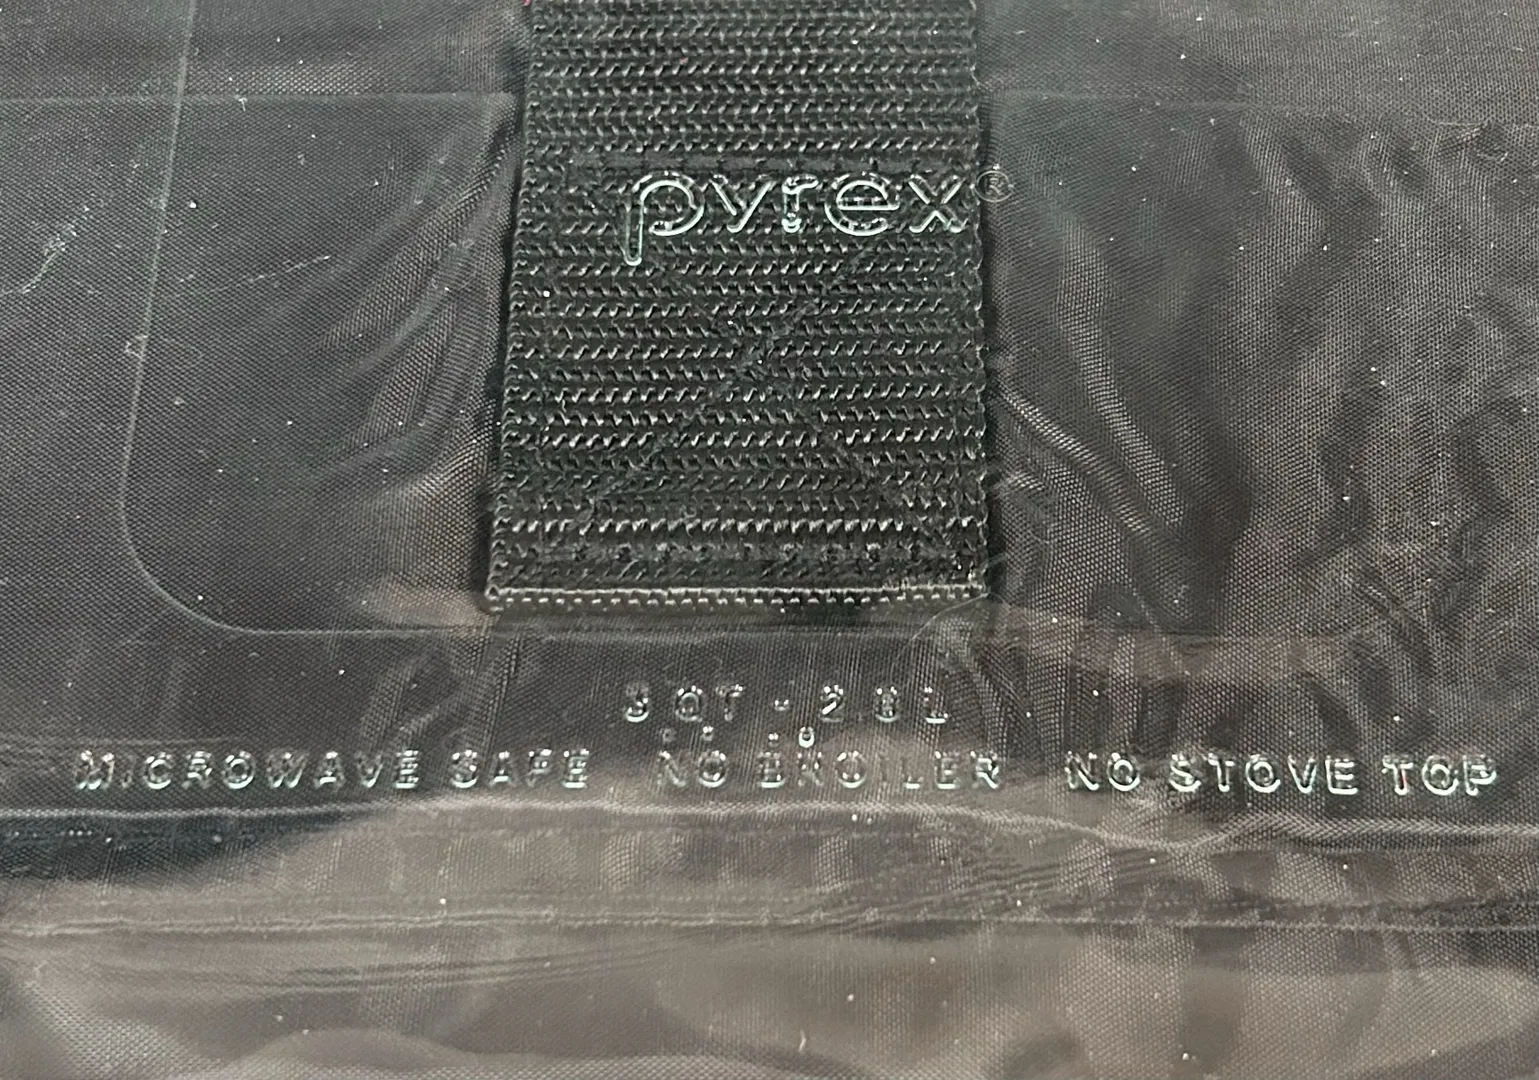 pyrex®
3 QT - 2.8 L
MICROWAVE SAFE NO BROILER NO STOVE TOP